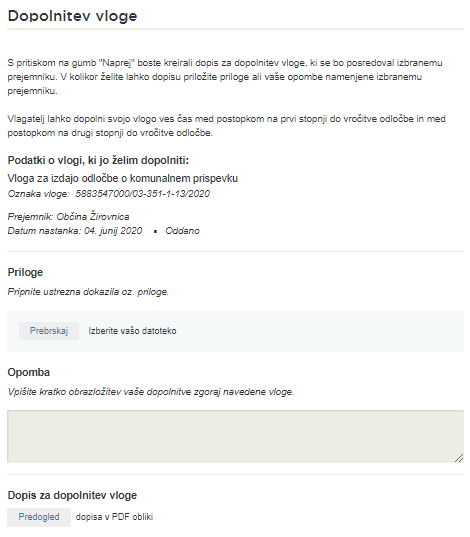 Dopolnitev vloge
S pritiskom na gumb "Naprej" boste kreirali dopis za dopolnitev vloge, ki se bo posredoval izbranemu
prejemniku. V kolikor želite lahko dopisu priložite priloge ali vaše opombe namenjene izbranemu
prejemniku.
Vlagatelj lahko dopolni svojo vlogo ves čas med postopkom na prvi stopnji do vročitve odločbe in med
postopkom na drugi stopnji do vročitve odločbe.
Podatki o vlogi, ki jo želim dopolniti:
Vloga za izdajo odločbe o komunalnem prispevku
Oznaka vloge: 5883547000/03-351-1-13/2020
Prejemnik: Občina Žirovnica
Datum nastanka: 04. junij 2020 ▪ Oddano
Priloge
Pripnite ustrezna dokazila oz. priloge.
Prebrskaj Izberite vašo datoteko
Opomba
Vpišite kratko obrazložitev vaše dopolnitve zgoraj navedene vloge.
Dopis za dopolnitev vloge
Predogled dopisa v PDF obliki